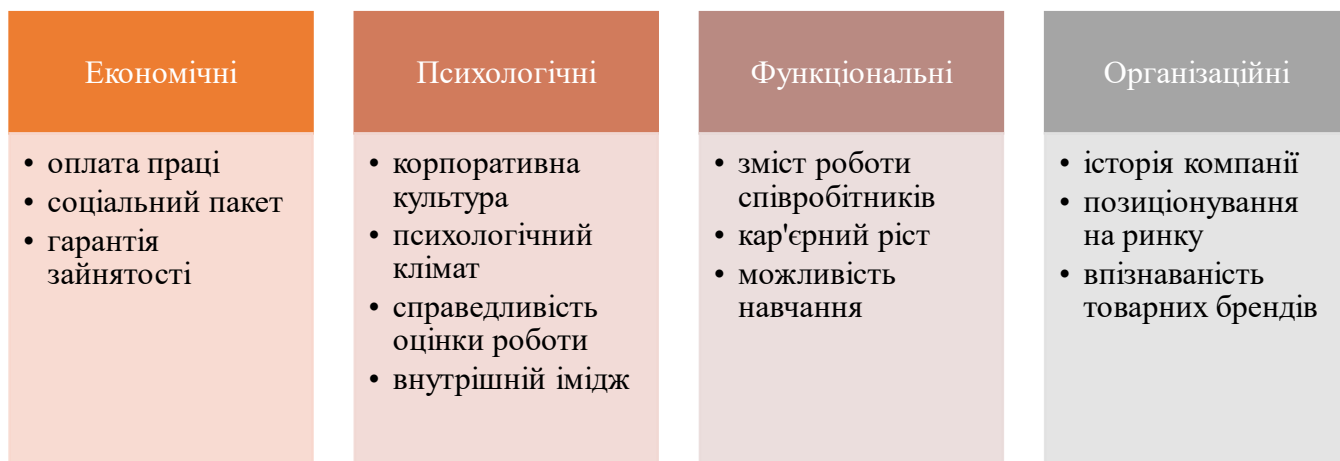 Економічні
• оплата праці
• соціальний пакет
• гарантія
зайнятості
Психологічні
• корпоративна
культура
• психологічний
клімат
• справедливість
оцінки роботи
• внутрішній імідж
Функціональні
• зміст роботи
співробітників
• кар'єрний ріст
• можливість
навчання
Організаційні
• історія компанії
• позиціонування
на ринку
• впізнаваність
товарних брендів